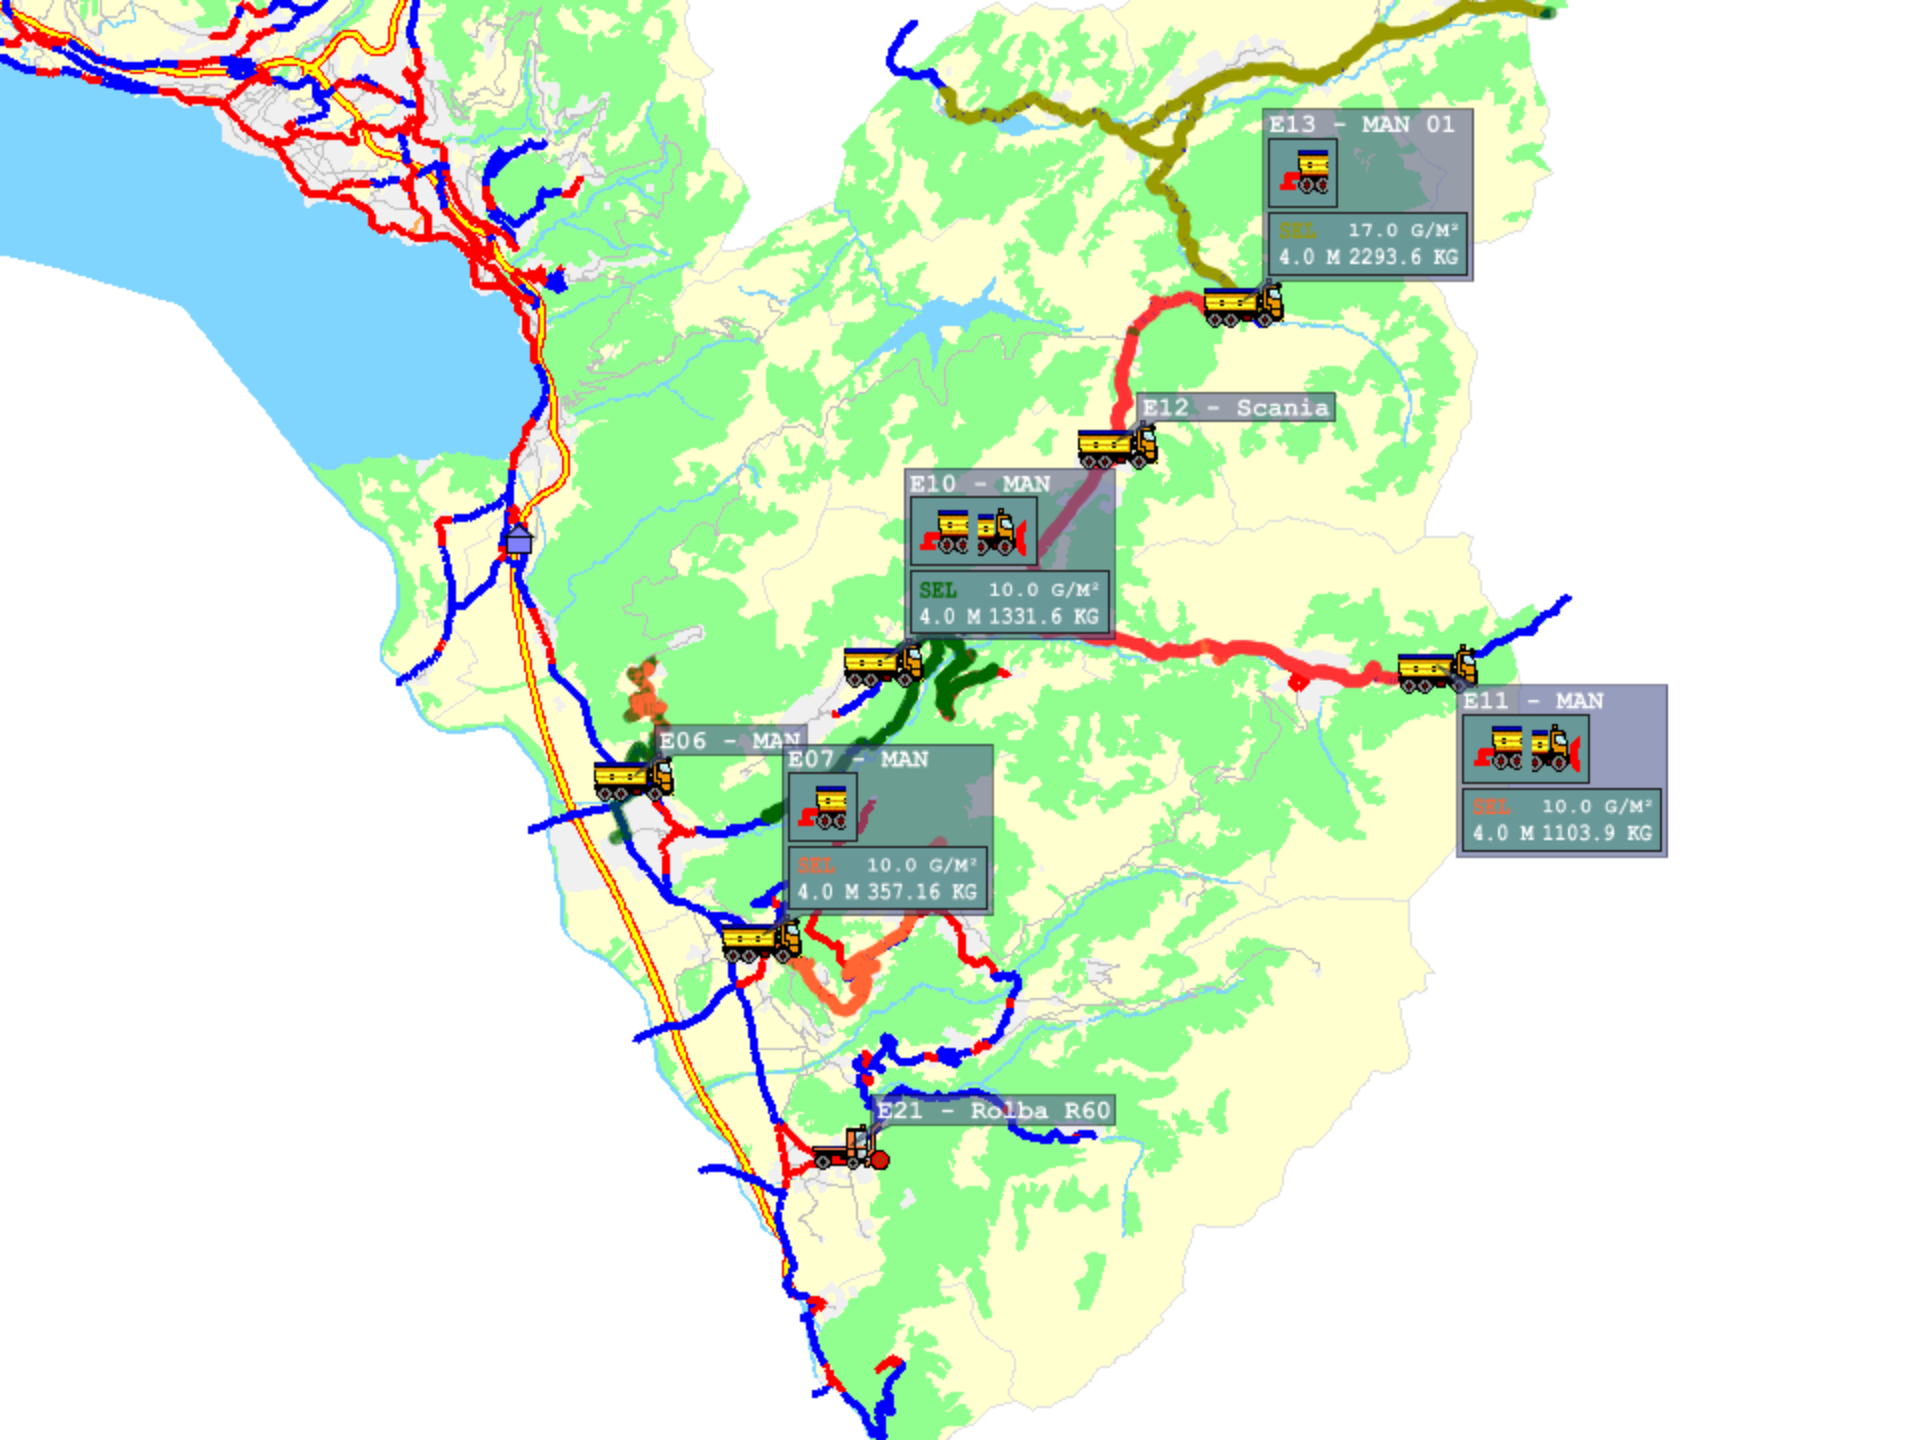 E13 - MAN 01
SEL 17.0 G/M²
4.0 M 2293.6 KG
E12 - Scania
E10 - MAN
SEL 10.0 G/M²
4.0 M 1331.6 KG
E11 - MAN
SEL 10.0 G/M²
4.0 M 1103.9 KG
E06 - MAN
E07 - MAN
SEL 10.0 G/M²
4.0 M 357.16 KG
E21 - Rolba R60